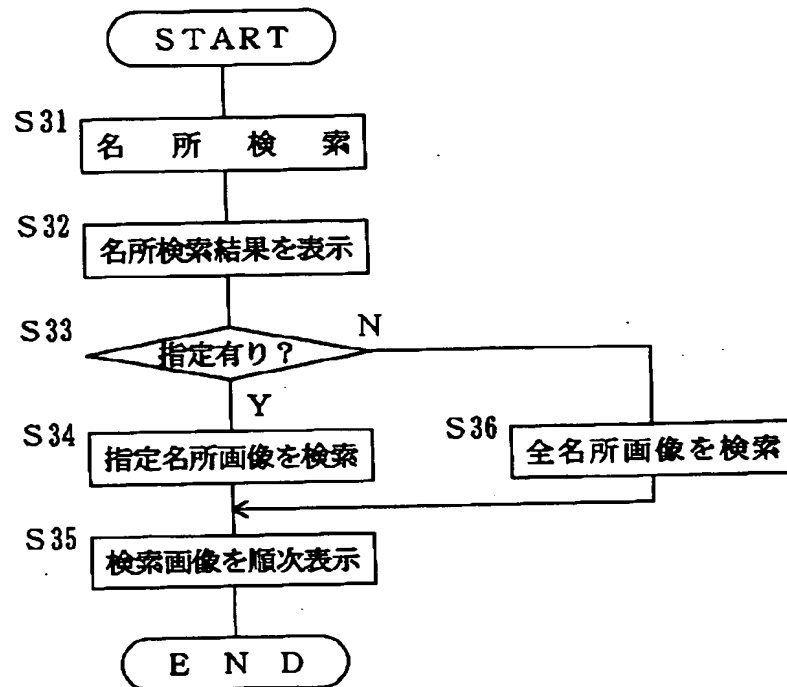 START
S31
名所検索
S32
名所検索結果を表示
S33
指定有り?
N
Y
S34
指定名所画像を検索
S36
全名所画像を検索
S35
検索画像を順次表示
END